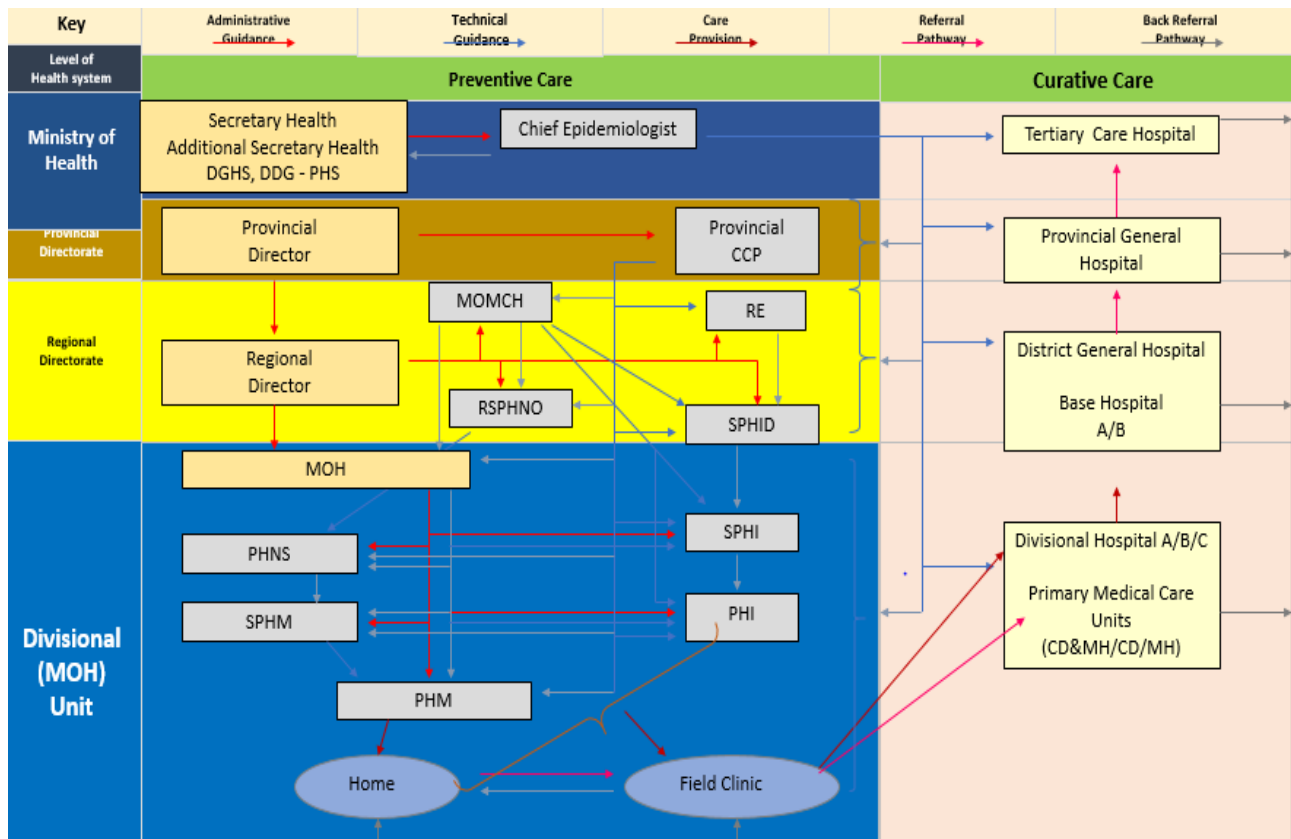 Key
Administrative
Guidance
Technical
Guidance
Care
Provision
Referral
Pathway
Back Referral
Pathway
Level of
Health system
Preventive Care
Curative Care
Ministry of
Health
Secretary Health
Additional Secretary Health
DGHS, DDG - PHS
Chief Epidemiologist
Tertiary Care Hospital
Provincial
Directorate
Provincial
Director
Provincial
CCP
Provincial General
Hospital
Regional
Directorate
MOMCH
RE
Regional
Director
RSPHNO
SPHID
District General Hospital
Base Hospital
A/B
Divisional
(MOH)
Unit
MOH
PHNS
SPHI
SPHM
PHI
PHM
Home
Field Clinic
Divisional Hospital A/B/C
Primary Medical Care
Units
(CD&MH/CD/MH)